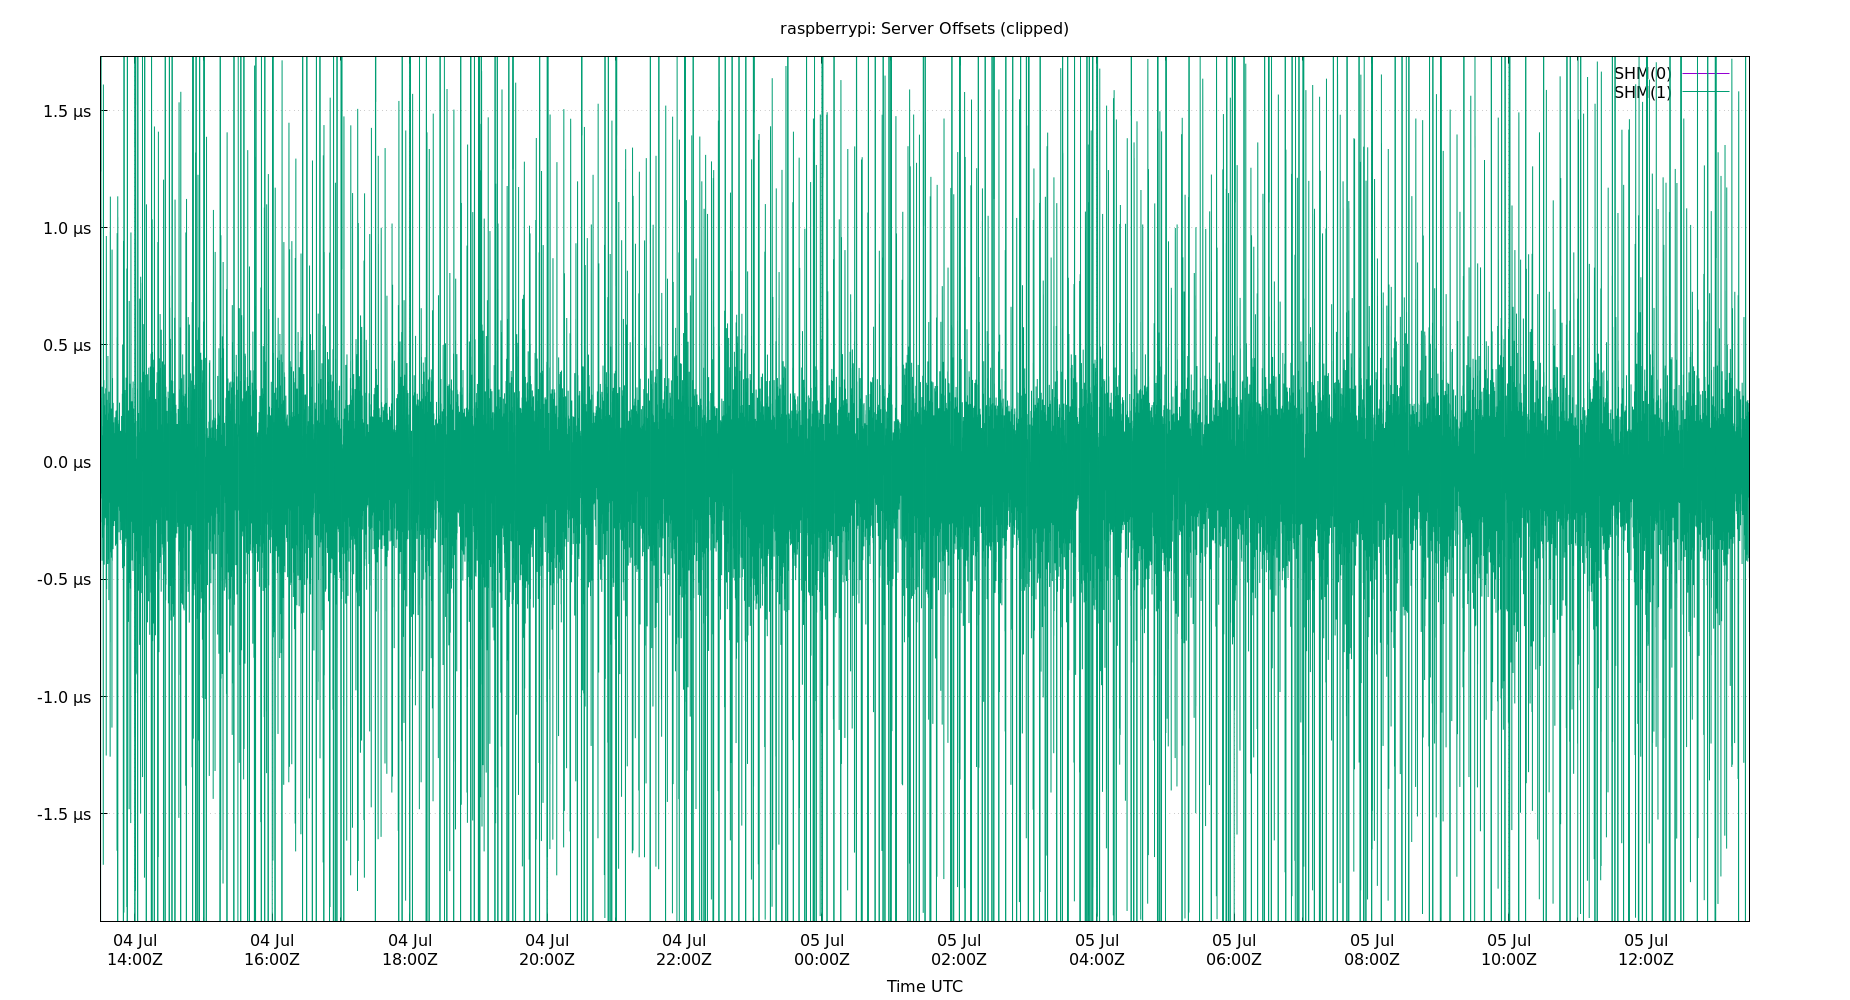 raspberrypi: Server Offsets (clipped)
SHM(0)
SHM(1)
1.5 µs
1.0 µs
0.5 µs
0.0 µs
-0.5 µs
-1.0 µs
-1.5 µs
04 Jul 04 Jul 04 Jul 04 Jul 04 Jul 05 Jul 05 Jul 05 Jul 05 Jul 05 Jul 05 Jul 05 Jul
14:00Z 16:00Z 18:00Z 20:00Z 22:00Z 00:00Z 02:00Z 04:00Z 06:00Z 08:00Z 10:00Z 12:00Z
Time UTC